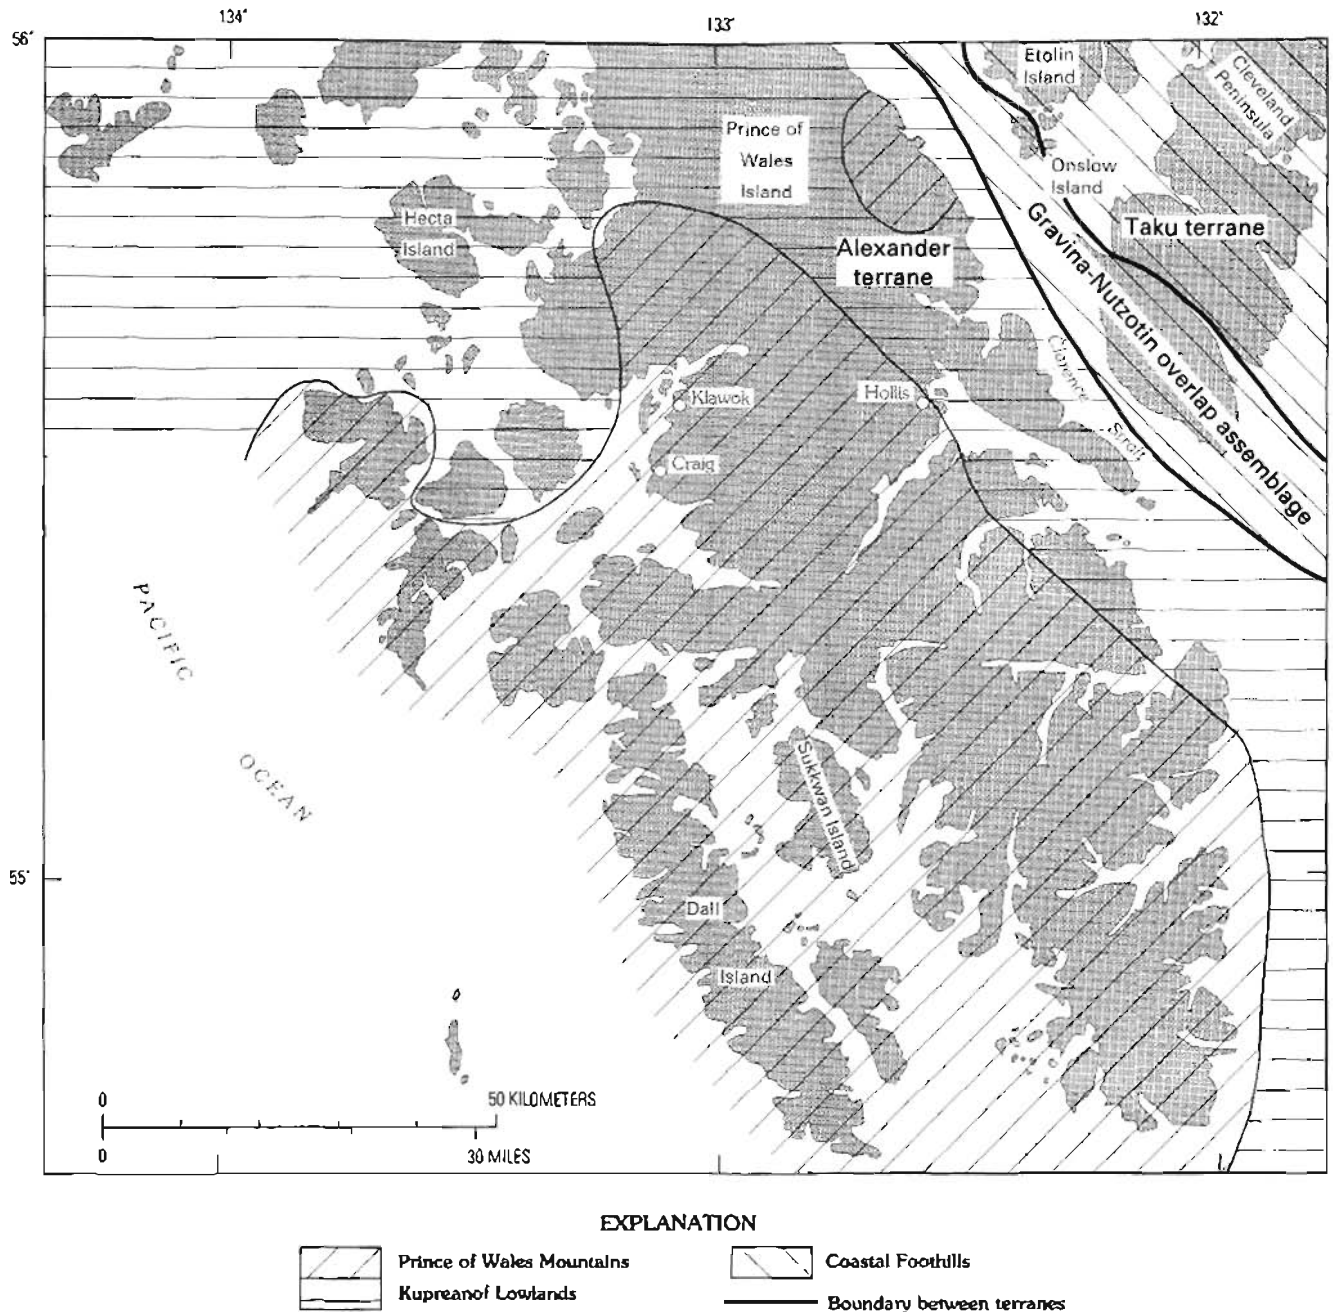 134°
133°
132°
56°
Etolin
Island
Cleveland
Peninsula
Prince of
Wales
Island
Onslow
Island
Hecta
Island
Taku terrane
Alexander
terrane
Gravina-Nutzotin overlap assemblage
Clarence Strait
Klawok
Hollis
Craig
PACIFIC
OCEAN
Sukkwan Island
55°
Dall
Island
0 50 KILOMETERS
0 30 MILES
EXPLANATION
Prince of Wales Mountains
Coastal Foothills
Kupreanof Lowlands
Boundary between terranes